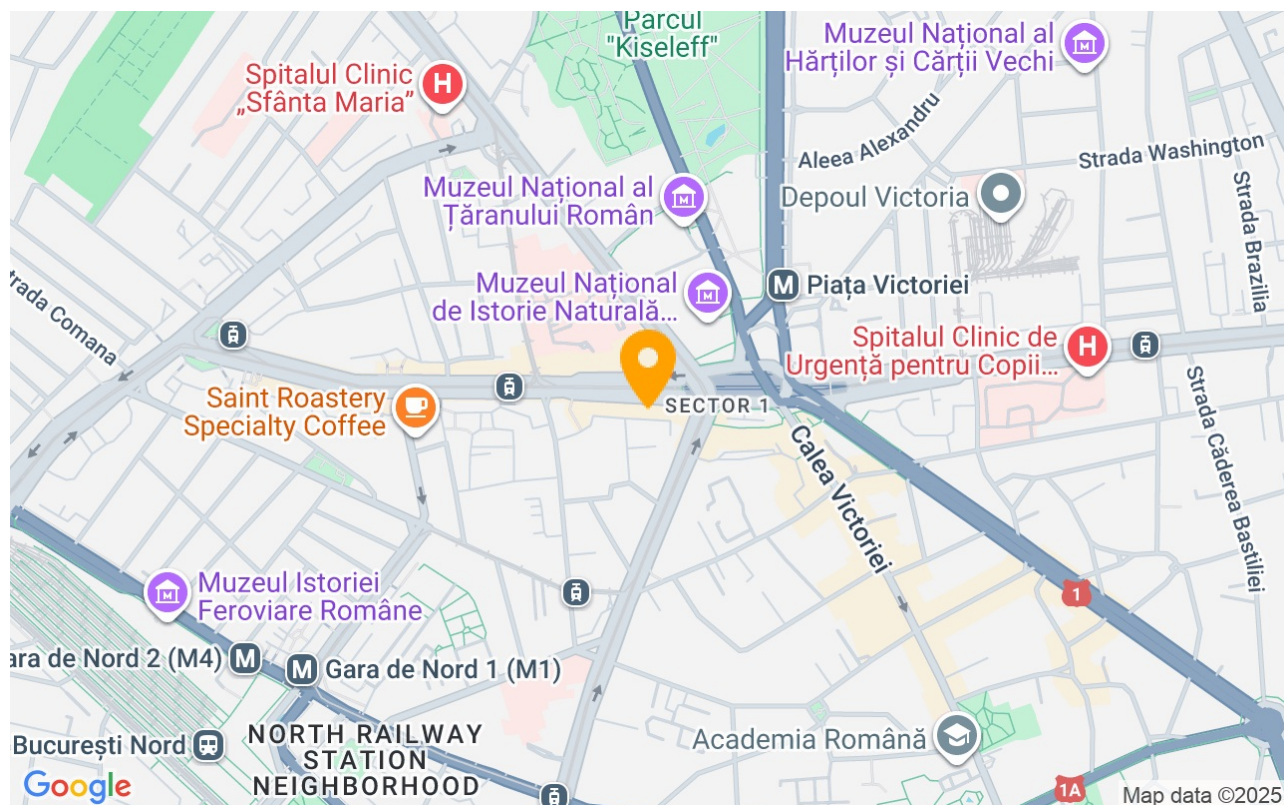 Parcul
"Kiseleff"
Muzeul Național al
Hărților și Cărții Vechi
Spitalul Clinic
„Sfânta Maria”
H
Aleea Alexandru
Strada Washington
Muzeul Național al
Țăranului Român
Depoul Victoria
Strada Brazilia
Muzeul Național
de Istorie Naturală...
M
Piața Victoriei
Strada Comana
Spitalul Clinic de
Urgență pentru Copii...
H
Saint Roastery
Specialty Coffee
SECTOR 1
Calea Victoriei
Strada Căderea Bastiliei
Muzeul Istoriei
Feroviare Române
1
ara de Nord 2 (M4)
M
M
Gara de Nord 1 (M1)
București Nord
NORTH RAILWAY
STATION
NEIGHBORHOOD
Academia Română
Google
1A
Map data ©2025